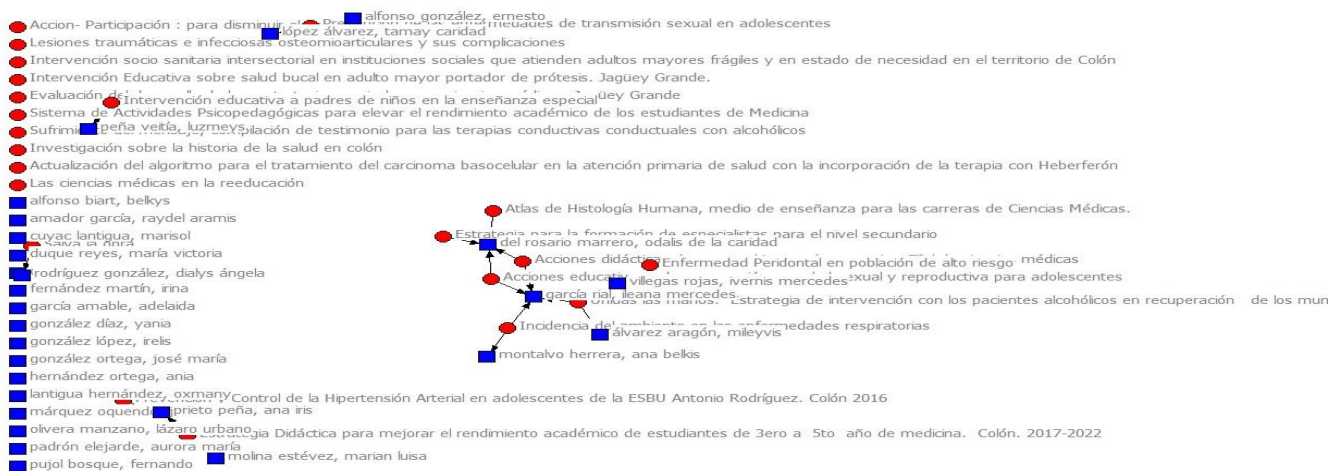 alfonso gonzález, ernesto
Accion- Participación : para disminuir
enfermedades de transmisión sexual en adolescentes
lópez álvarez, tamay caridad
Lesiones traumáticas e infecciosas osteomioarticulares y sus complicaciones
Intervención socio sanitaria intersectorial en instituciones sociales que atienden adultos mayores frágiles y en estado de necesidad en el territorio de Colón
Intervención Educativa sobre salud bucal en adulto mayor portador de prótesis. Jagüey Grande.
Grande
Intervención educativa a padres de niños en la enseñanza especial
Sistema de Actividades Psicopedagógicas para elevar el rendimiento académico de los estudiantes de Medicina
peña veitía, luzmeys
de testimonio para las terapias conductivas conductuales con alcohólicos
Investigación sobre la historia de la salud en colón
Actualización del algoritmo para el tratamiento del carcinoma basocelular en la atención primaria de salud con la incorporación de la terapia con Heberferón
Las ciencias médicas en la reeducación
alfonso biart, belkys
Atlas de Histología Humana, medio de enseñanza para las carreras de Ciencias Médicas.
amador garcía, raydel aramis
cuyac lantigua, marisol
Estrategia para la formación de especialistas para el nivel secundario
del rosario marrero, odalis de la caridad
duque reyes, maría victoria
Acciones
médicas
Enfermedad Peridontal en población de alto riesgo
rodríguez gonzález, dialys ángela
Acciones
sexual y reproductiva para adolescentes
villegas rojas, ivernis mercedes
fernández martín, irina
garcía rial, ileana mercedes
Estrategia de intervención con los pacientes alcohólicos en recuperación de los
garcía amable, adelaida
gonzález díaz, yania
Incidencia del ambiente en las enfermedades respiratorias
álvarez aragón, mileyvis
gonzález lópez, irelis
montalvo herrera, ana belkis
gonzález ortega, josé maría
hernández ortega, ania
lantigua hernández, oxmany
y Control de la Hipertensión Arterial en adolescentes de la ESBU Antonio Rodríguez. Colón 2016
márquez
prieto peña, ana iris
olivera manzano, lázaro urbano
Estrategia Didáctica para mejorar el rendimiento académico de estudiantes de 3ero a 5to año de medicina. Colón. 2017-2022
padrón elejarde, aurora maría
molina estévez, marian luisa
pujol bosque, fernando